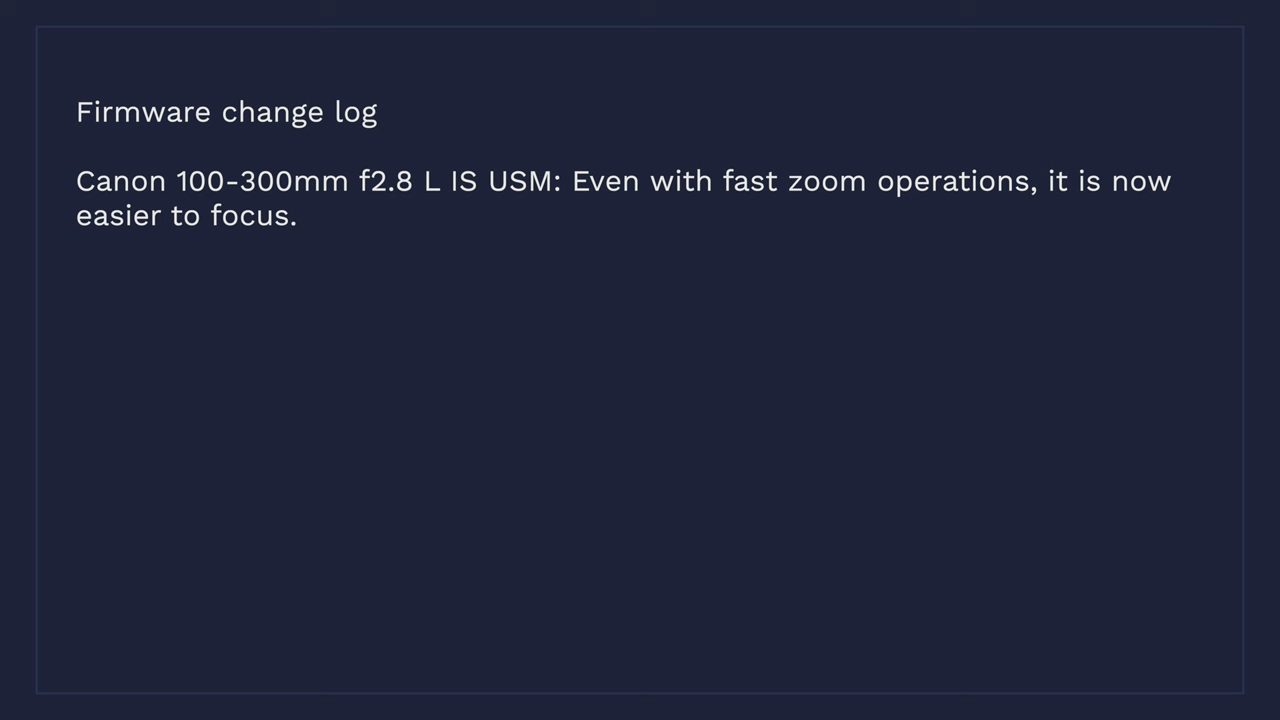 Firmware change log
Canon 100-300mm f2.8 L IS USM: Even with fast zoom operations, it is now
easier to focus.